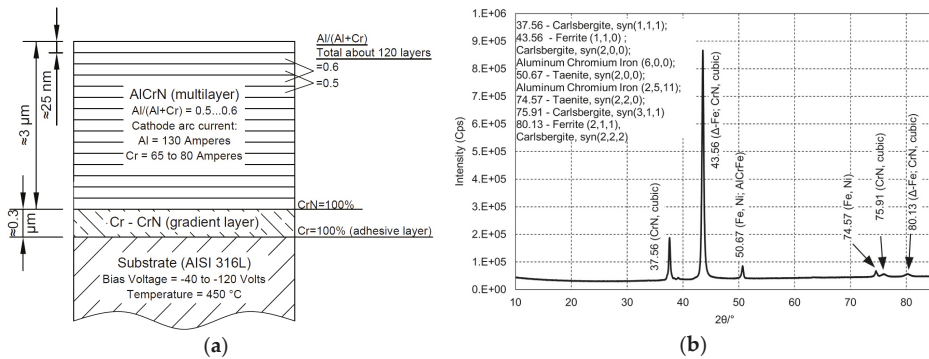 Al/(Al+Cr)
Total about 120 layers
=0.6
=0.5
≈25 nm
≈3 μm
AlCrN (multilayer)
Al/(Al+Cr) = 0.5...0.6
Cathode arc current:
Al = 130 Amperes
Cr = 65 to 80 Amperes
CrN=100%
≈0.3
μm
Cr - CrN (gradient layer)
Cr=100% (adhesive layer)
Substrate (AISI 316L)
Bias Voltage = -40 to -120 Volts
Temperature = 450 °C
(a)
1.E+06
9.E+05
8.E+05
7.E+05
6.E+05
5.E+05
4.E+05
3.E+05
2.E+05
1.E+05
0.E+00
Intensity (Cps)
37.56 - Carlsbergite, syn(1,1,1);
43.56  - Ferrite (1,1,0) ;
Carlsbergite, syn(2,0,0);
Aluminum Chromium Iron (6,0,0)
50.67 - Taenite, syn(2,0,0);
Aluminum Chromium Iron (2,5,11);
74.57 - Taenite, syn(2,2,0);
75.91 - Carlsbergite, syn(3,1,1)
80.13 - Ferrite (2,1,1),
Carlsbergite, syn(2,2,2)
37.56 (CrN, cubic)
43.56 (Δ-Fe; CrN, cubic)
50.67 (Fe, Ni; AlCrFe)
74.57 (Fe, Ni)
75.91 (CrN, cubic)
80.13 (Δ-Fe; CrN, cubic)
10 20 30 40 50 60 70 80
2θ/°
(b)